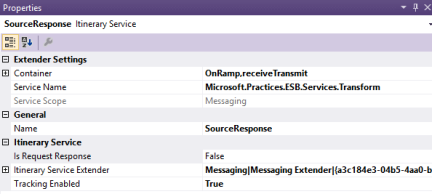 Properties
SourceResponse Itinerary Service
Extender Settings
Container OnRamp,receiveTransmit
Service Name Microsoft.Practices.ESB.Services.Transform
Service Scope Messaging
General
Name SourceResponse
Itinerary Service
Is Request Response False
Itinerary Service Extender Messaging|Messaging Extender|(a3c184e3-04b5-4aa0-b
Tracking Enabled True